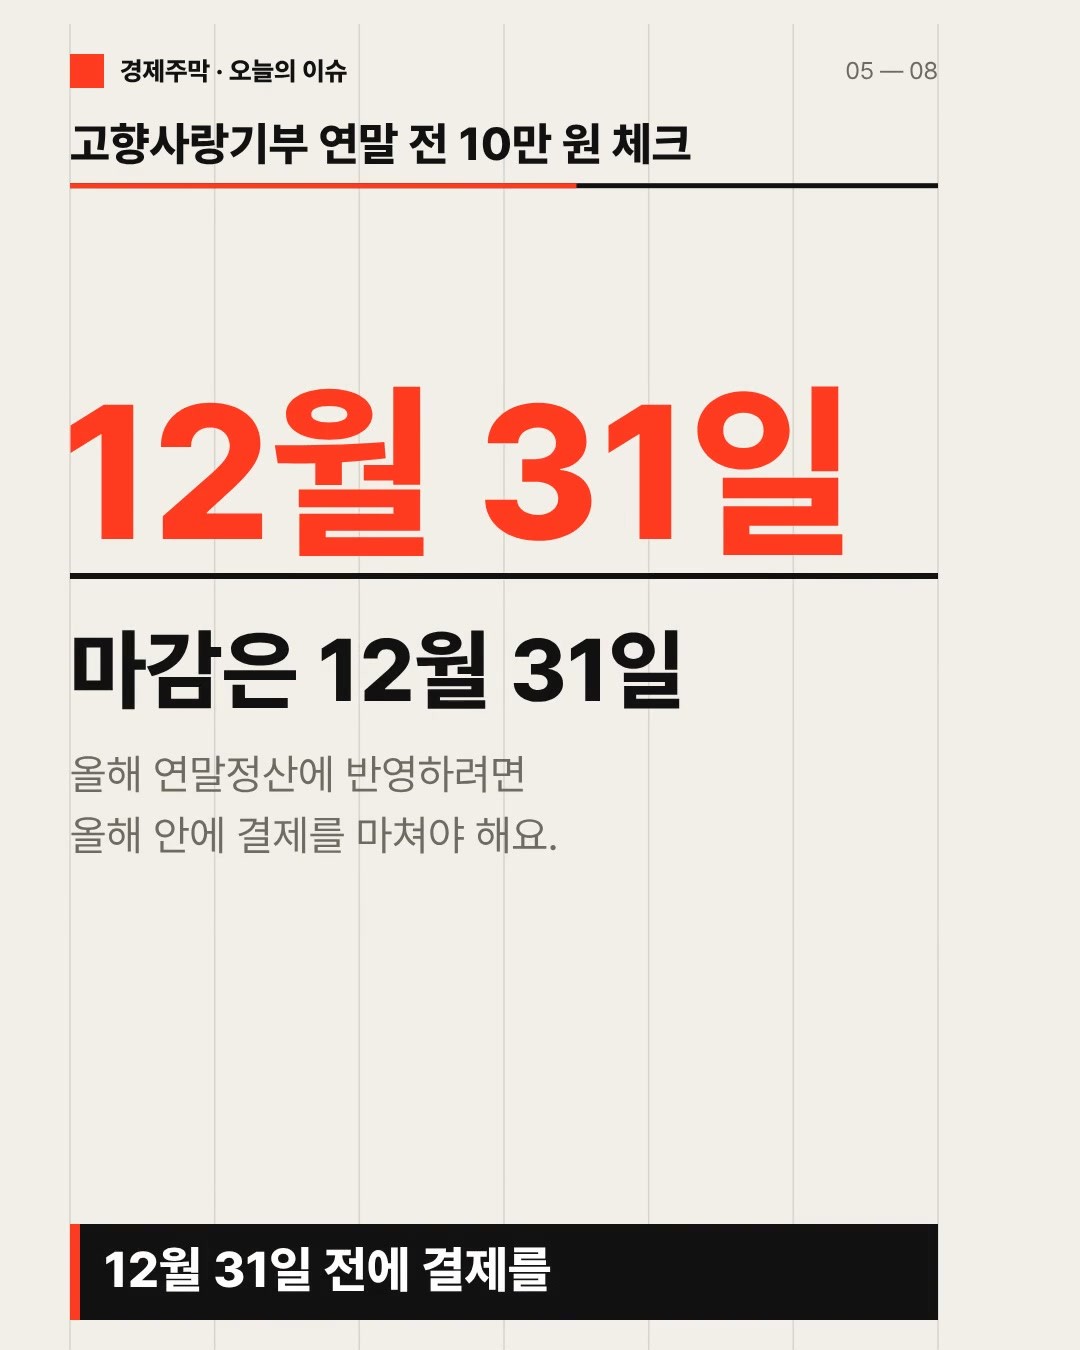 경제주막 · 오늘의 이슈
05 — 08
고향사랑기부 연말 전 10만 원 체크
12월 31일
마감은 12월 31일
올해 연말정산에 반영하려면
올해 안에 결제를 마쳐야 해요.
12월 31일 전에 결제를